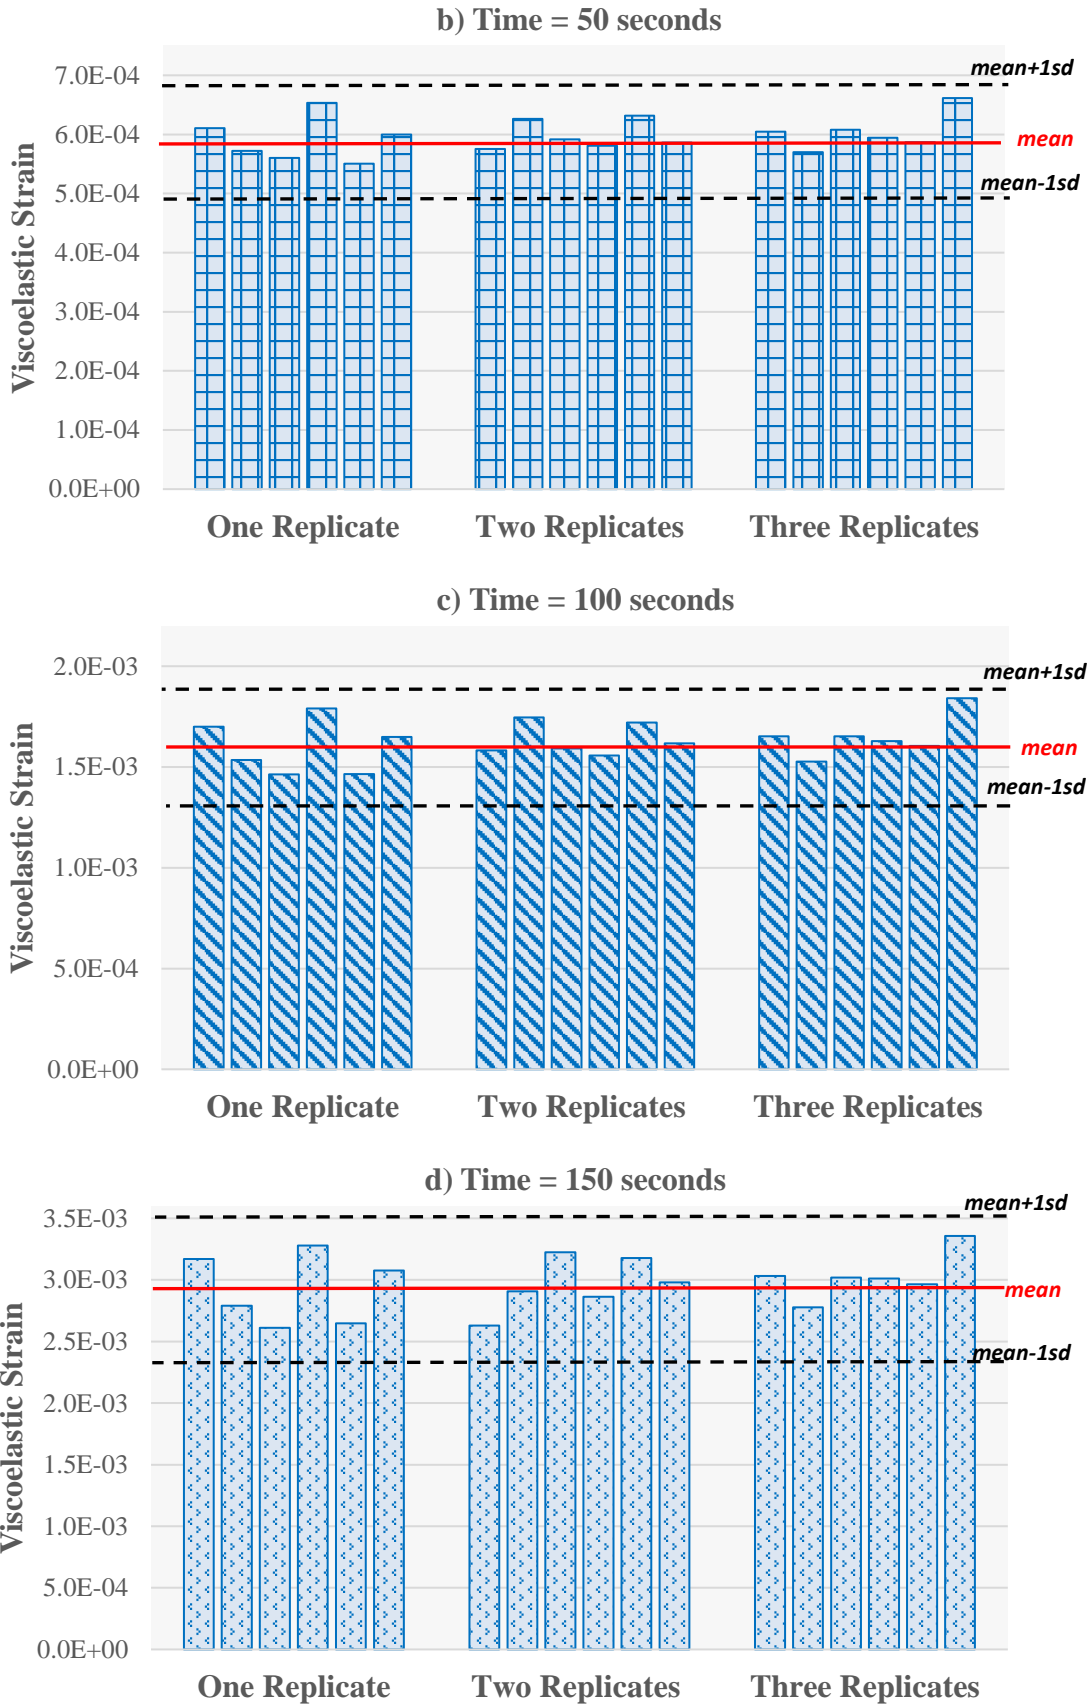 b) Time = 50 seconds
Viscoelastic Strain
7.0E-04
6.0E-04
5.0E-04
4.0E-04
3.0E-04
2.0E-04
1.0E-04
0.0E+00
mean+1sd
mean
mean-1sd
One Replicate
Two Replicates
Three Replicates
c) Time = 100 seconds
Viscoelastic Strain
2.0E-03
1.5E-03
1.0E-03
5.0E-04
0.0E+00
mean+1sd
mean
mean-1sd
One Replicate
Two Replicates
Three Replicates
d) Time = 150 seconds
Viscoelastic Strain
3.5E-03
3.0E-03
2.5E-03
2.0E-03
1.5E-03
1.0E-03
5.0E-04
0.0E+00
mean+1sd
mean
mean-1sd
One Replicate
Two Replicates
Three Replicates